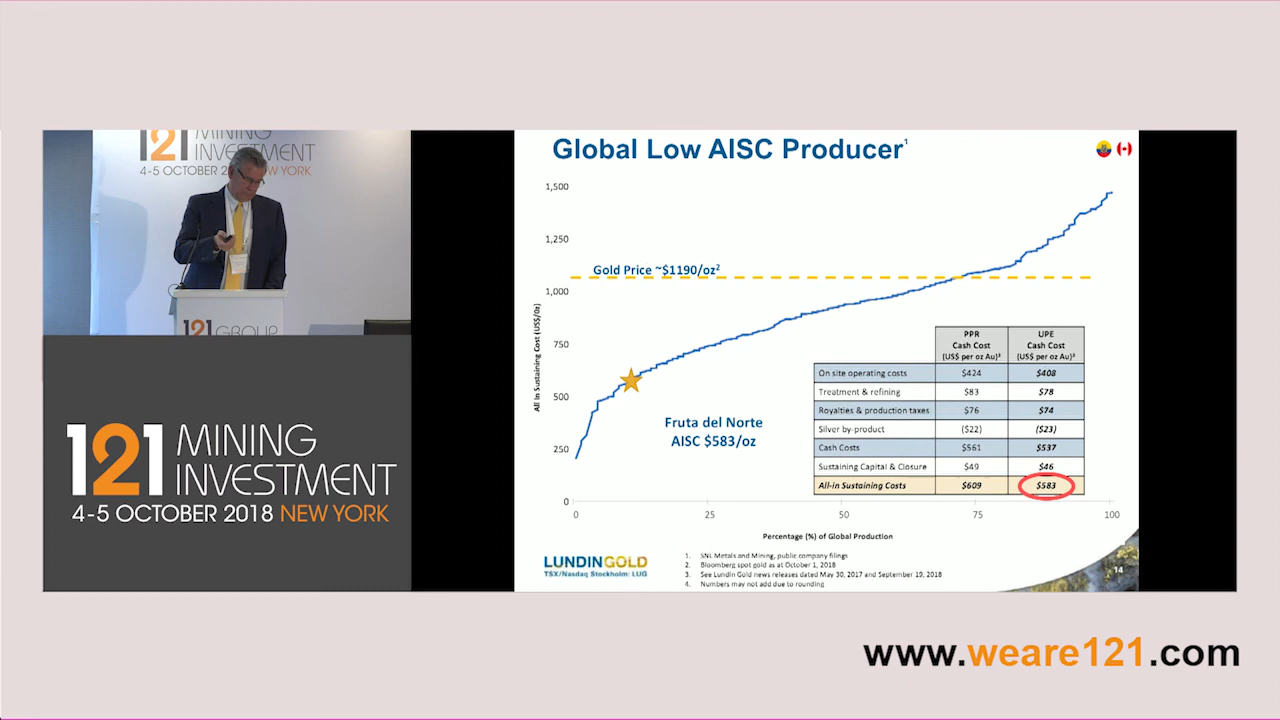 121 MINING
INVESTMENT
4-5 OCTOBER 2018 NEW YORK
121 GROUP
121 MINING
INVESTMENT
4-5 OCTOBER 2018 NEW YORK
Global Low AISC Producer¹
1,500
1,250
1,000
750
500
250
0
All In Sustaining Cost (US$/Oz)
Gold Price ~$1190/oz²
Fruta del Norte
AISC $583/oz
PPR UPE
Cash Cost Cash Cost
(US$ per oz Au)³ (US$ per oz Au)³
On site operating costs $424 $408
Treatment & refining $83 $78
Royalties & production taxes $76 $74
Silver by-product ($22) ($23)
Cash Costs $561 $537
Sustaining Capital & Closure $49 $46
All-in Sustaining Costs $609 $583
0 25 50 75 100
Percentage (%) of Global Production
LUNDINGOLD
TSX/Nasdaq Stockholm: LUG
1. SNL Metals and Mining, public company filings
2. Bloomberg spot gold as at October 1, 2018
3. See Lundin Gold news releases dated May 30, 2017 and September 19, 2018
4. Numbers may not add due to rounding
14
www.weare121.com